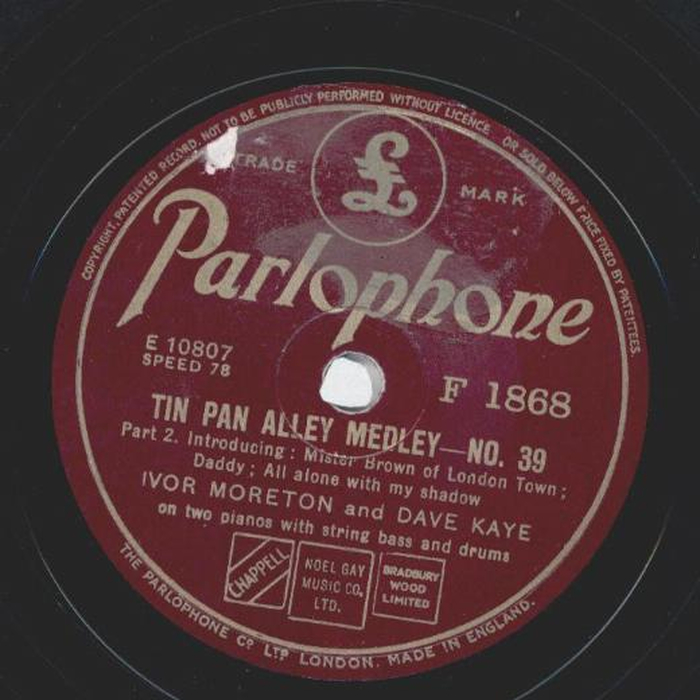 COPYRIGHT, PATENTED RECORD. NOT TO BE PUBLICLY PERFORMED WITHOUT LICENCE. OR SOLD BELOW PRICE FIXED BY PATENTEES.
TRADE £ MARK
Parlophone
E 10807
SPEED 78
F 1868
TIN PAN ALLEY MEDLEY—NO. 39
Part 2. Introducing : Mister Brown of London Town ;
Daddy ; All alone with my shadow
IVOR MORETON and DAVE KAYE
on two pianos with string bass and drums
CHAPPELL
NOEL GAY
MUSIC CO.
LTD.
BRADBURY
WOOD
LIMITED
THE PARLOPHONE CO LTD LONDON. MADE IN ENGLAND.